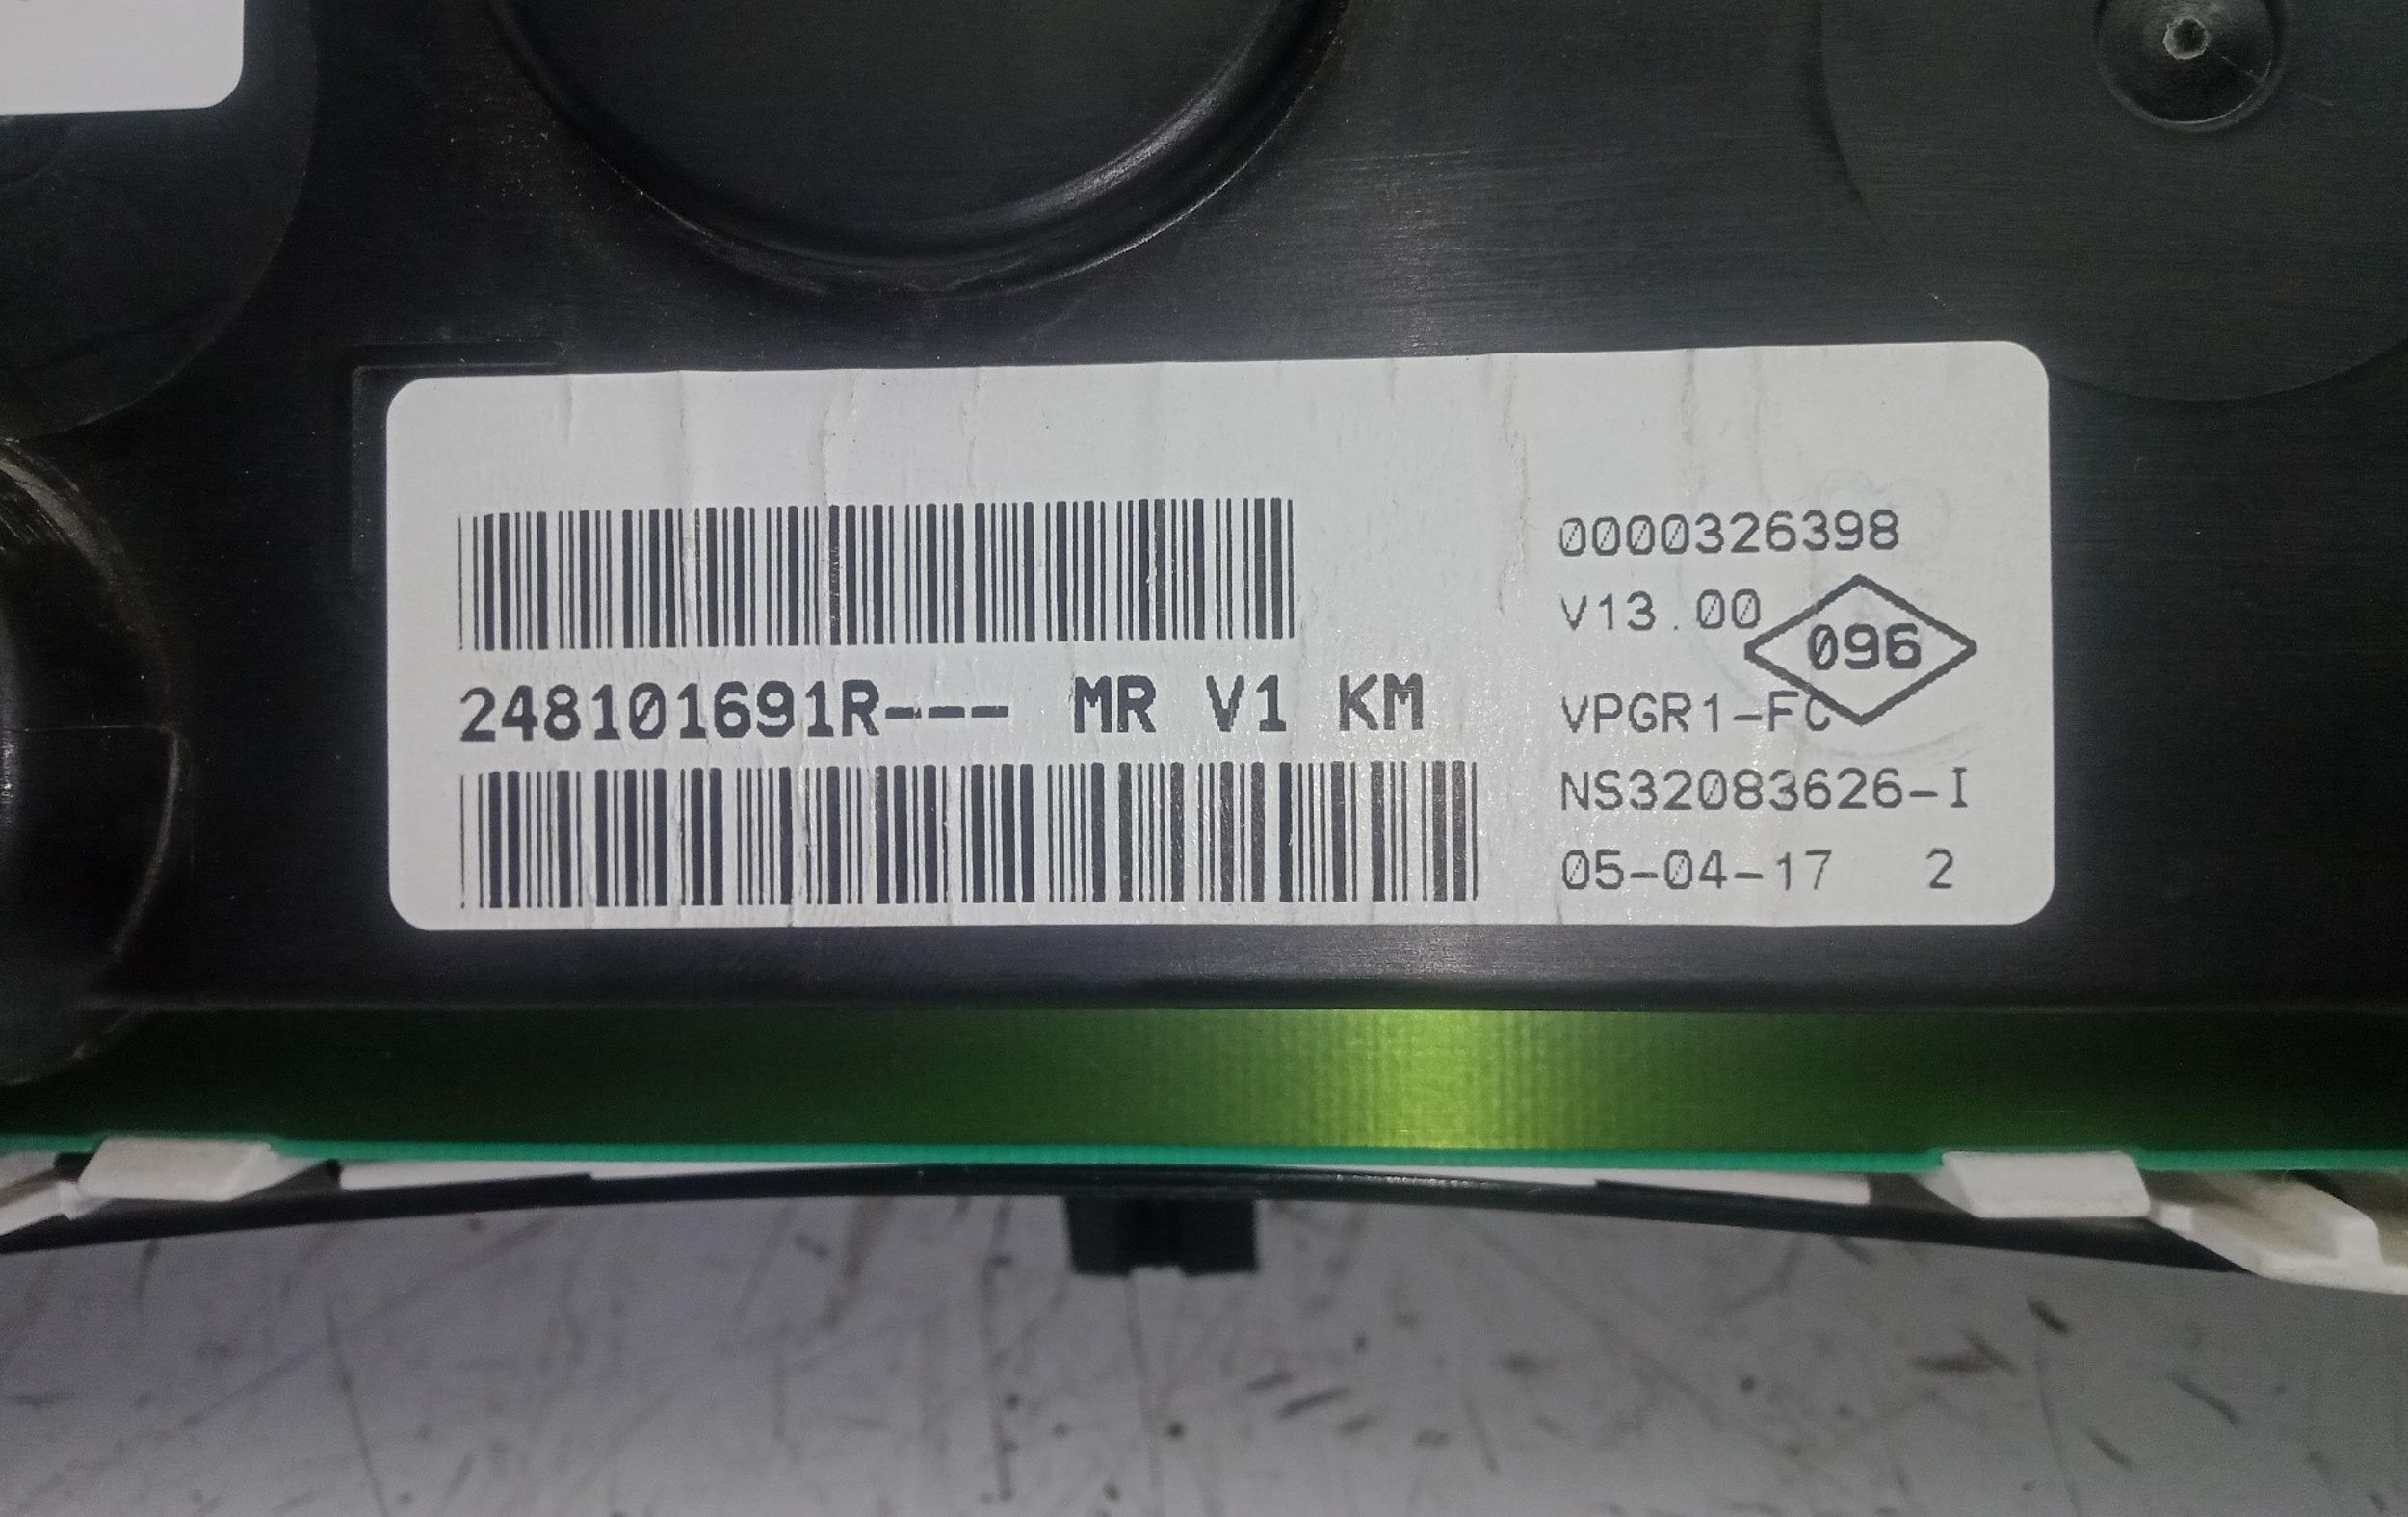 0000326398
V13.00
096
248101691R--- MR V1 KM
VPGR1-FC
NS32083626-I
05-04-17 2